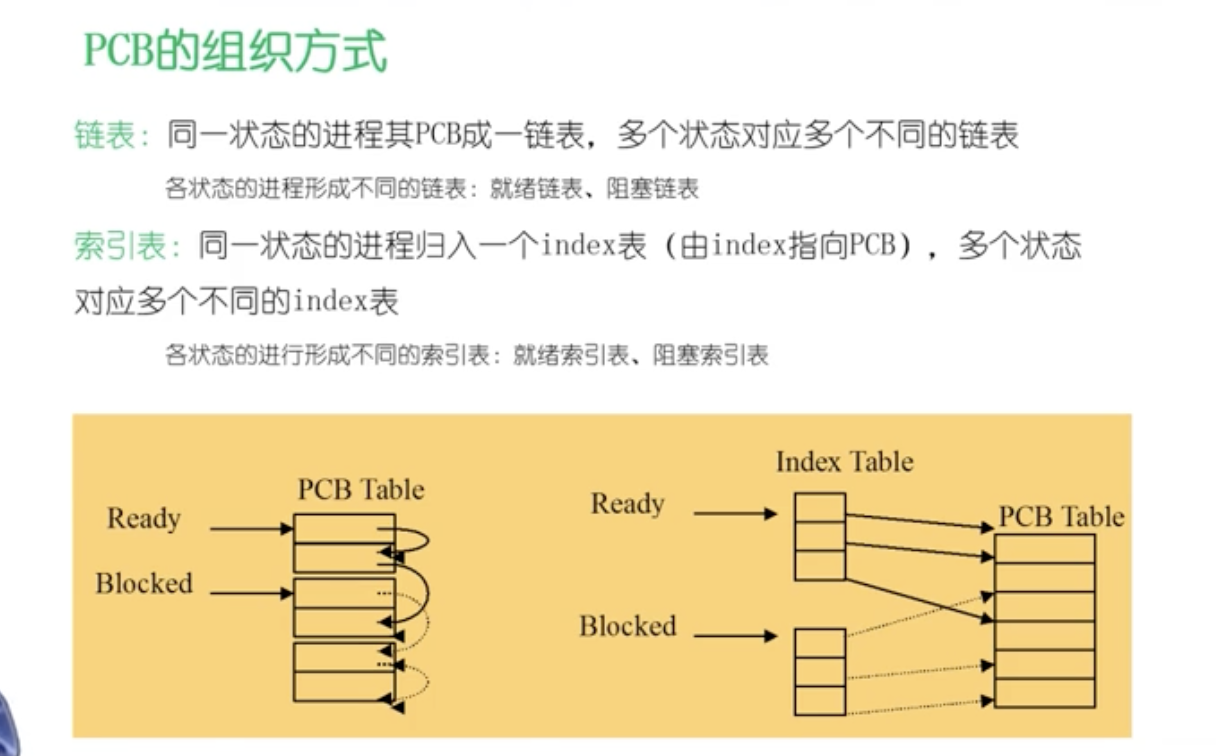 PCB的组织方式
链表：同一状态的进程其PCB成一链表，多个状态对应多个不同的链表
各状态的进程形成不同的链表：就绪链表、阻塞链表
索引表：同一状态的进程归入一个index表（由index指向PCB），多个状态
对应多个不同的index表
各状态的进行形成不同的索引表：就绪索引表、阻塞索引表
PCB Table
Ready
Blocked
Index Table
Ready
PCB Table
Blocked